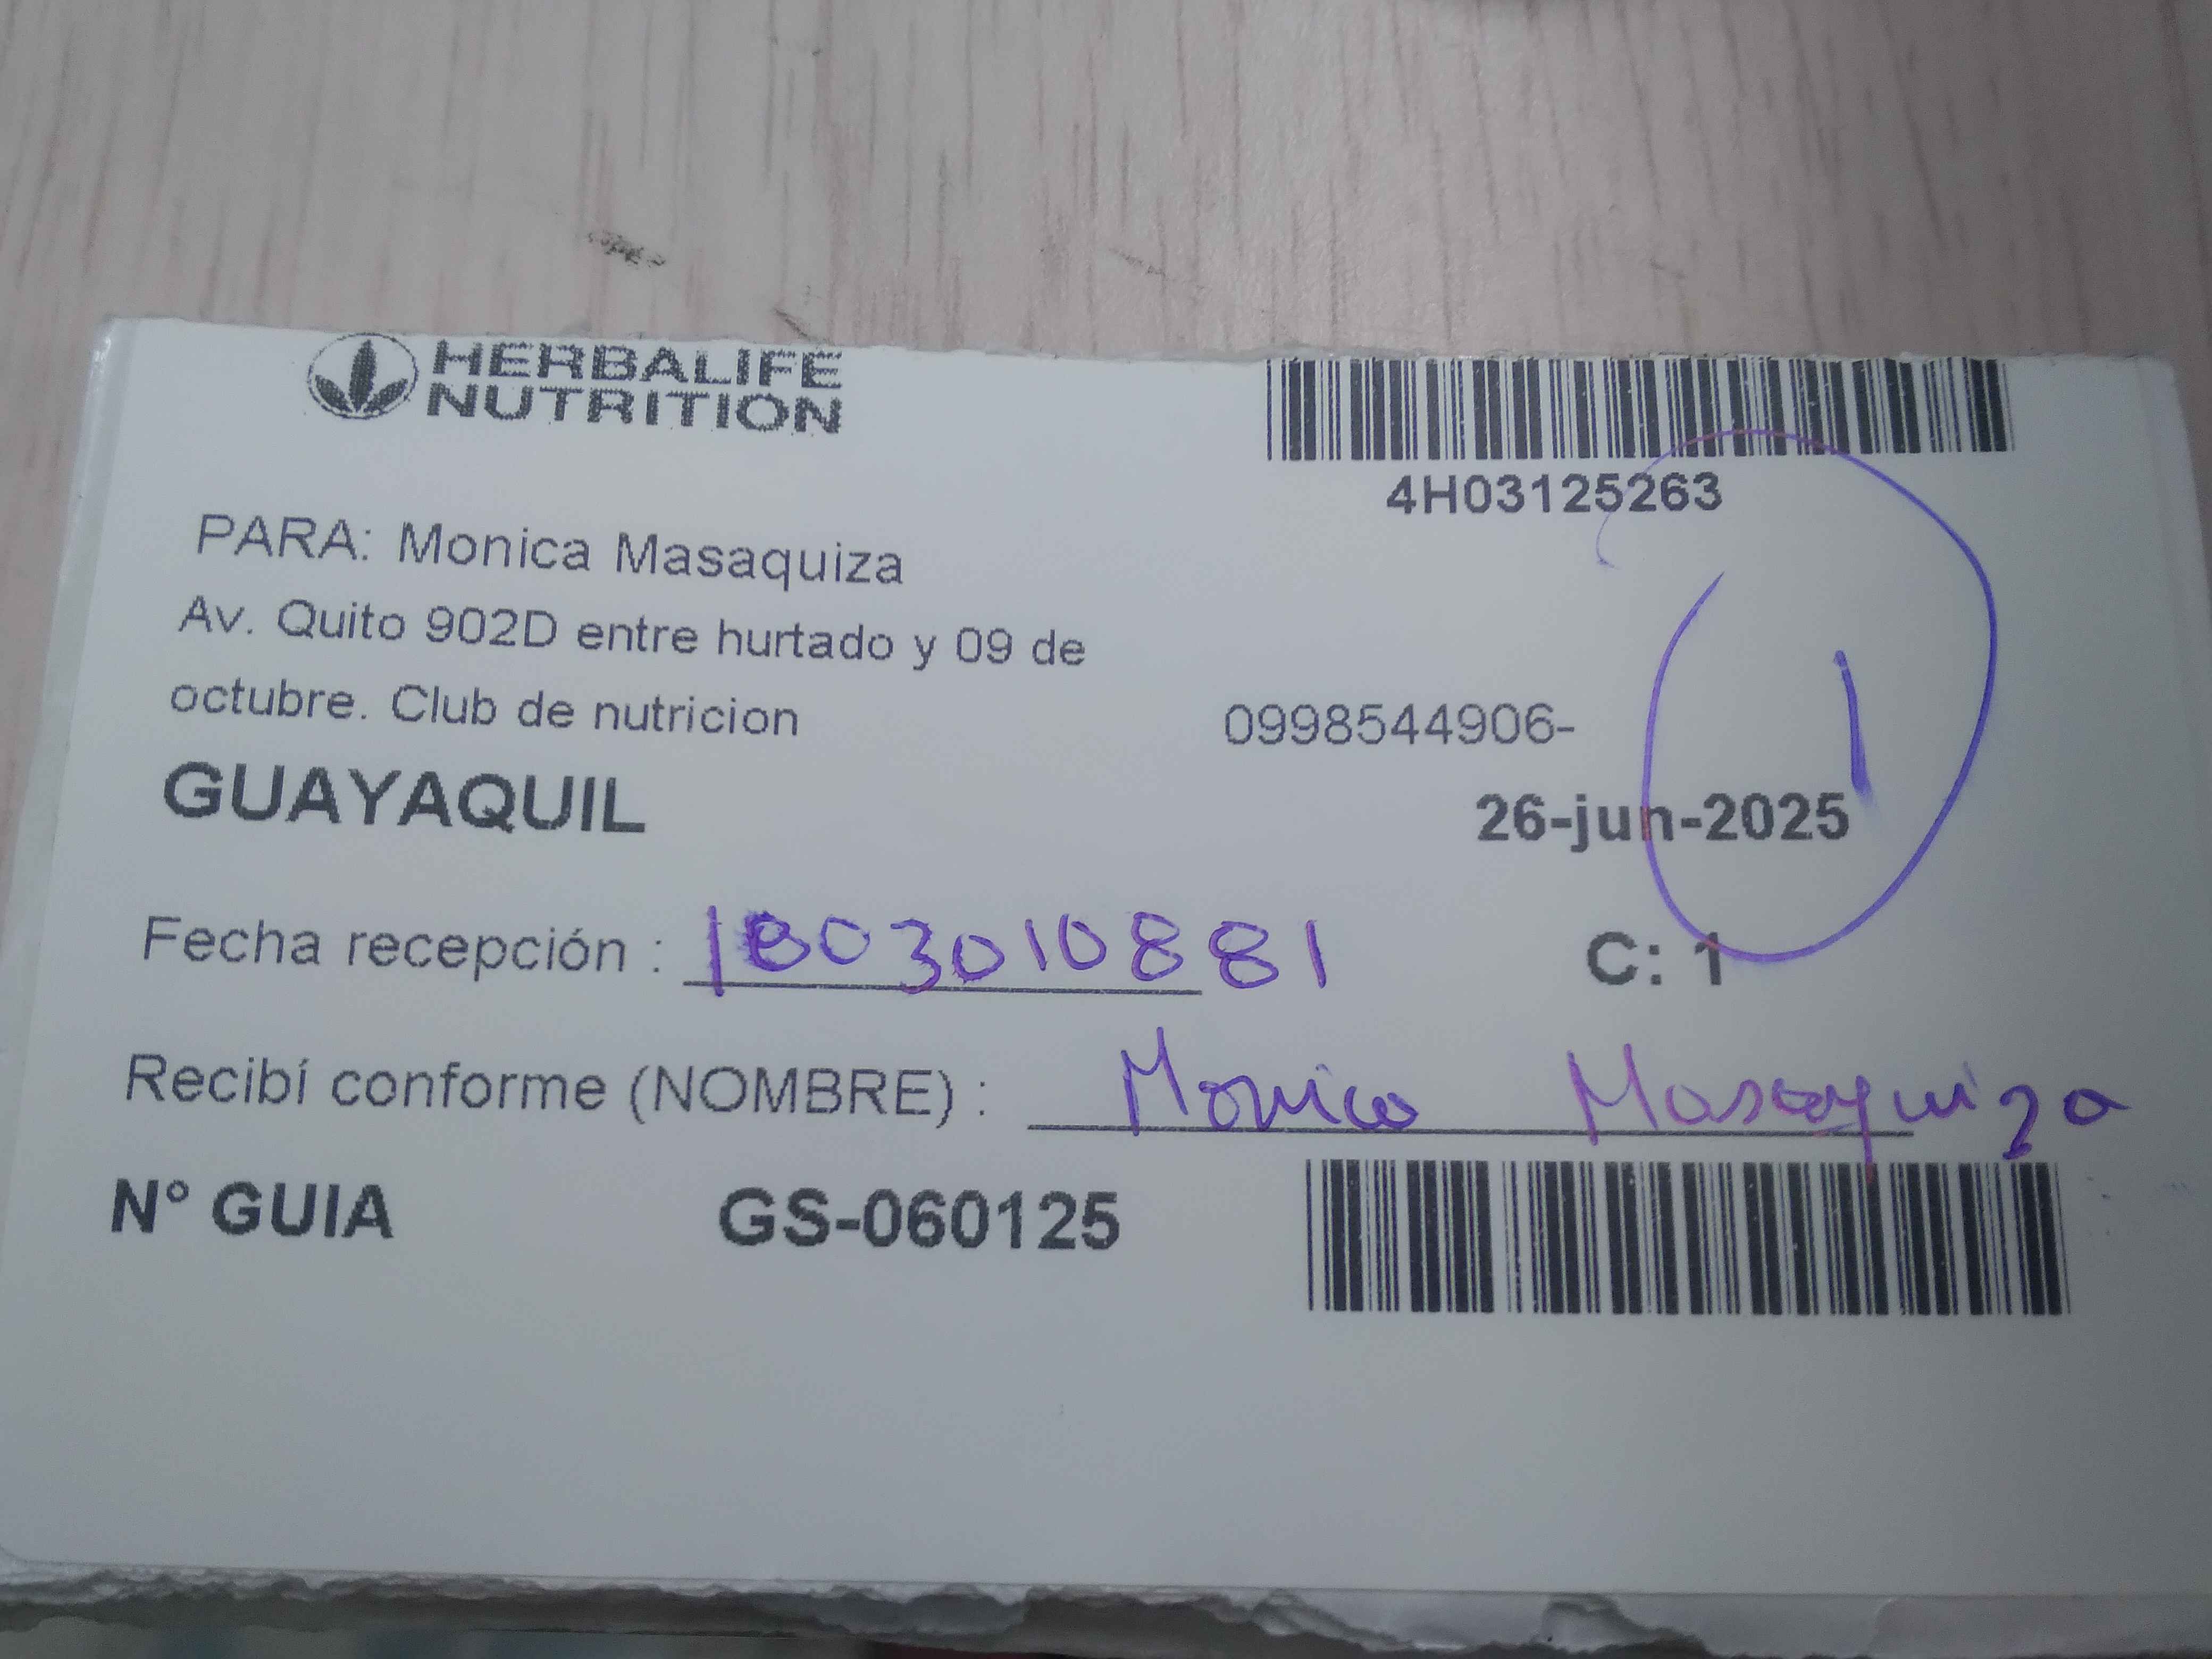 HERBALIFE
NUTRITION
4H03125263
PARA: Monica Masaquiza
Av. Quito 902D entre hurtado y 09 de
octubre. Club de nutricion
0998544906-
GUAYAQUIL
26-jun-2025
1
Fecha recepción : 1803010881
C: 1
Recibí conforme (NOMBRE) : Monica Masaquiza
N° GUIA GS-060125